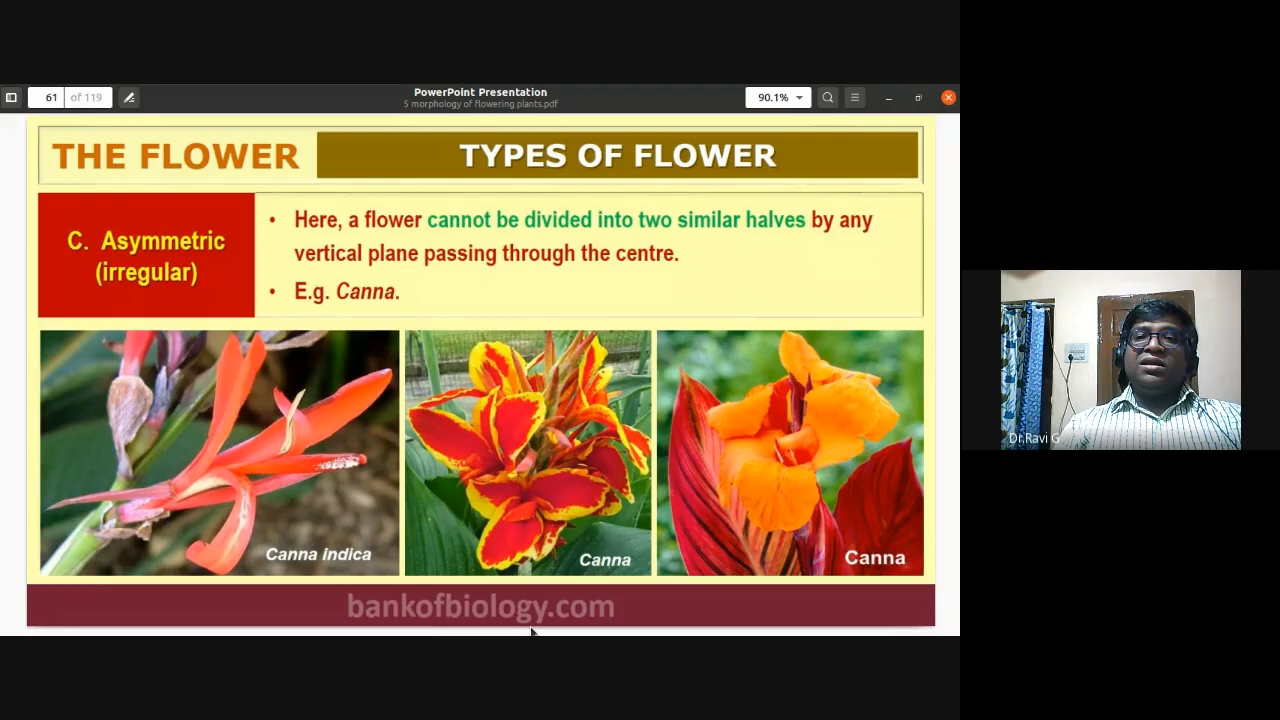 61 of 119
PowerPoint Presentation
5 morphology of flowering plants.pdf
90.1%
THE FLOWER
TYPES OF FLOWER
C. Asymmetric
(irregular)
• Here, a flower cannot be divided into two similar halves by any
vertical plane passing through the centre.
• E.g. Canna.
Canna indica
Canna
Canna
bankofbiology.com
Dr.Ravi G